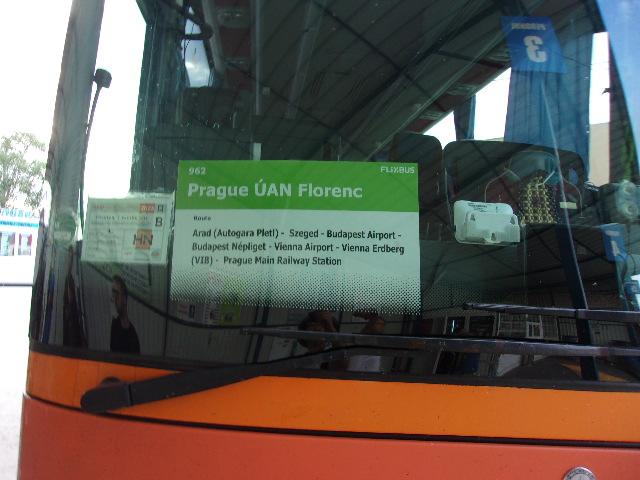 3
962
FLiXBUS
Prague ÚAN Florenc
Route
Arad (Autogara Pletl) - Szeged - Budapest Airport -
Budapest Népliget - Vienna Airport - Vienna Erdberg
(VIB) - Prague Main Railway Station
B
HN